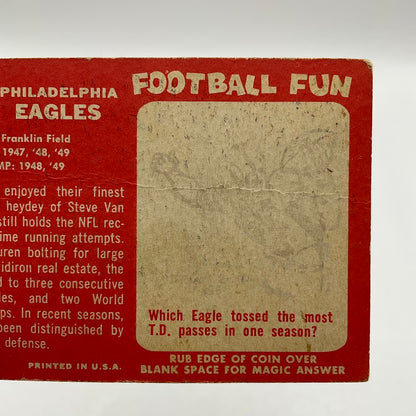 PHILADELPHIA
EAGLES
Franklin Field
1947, '48, '49
MP: 1948, '49
enjoyed their finest
heyday of Steve Van
still holds the NFL rec-
ime running attempts.
uren bolting for large
idiron real estate, the
d to three consecutive
les, and two World
ps. In recent seasons,
been distinguished by
defense.
PRINTED IN U.S.A.
FOOTBALL FUN
Which Eagle tossed the most
T.D. passes in one season?
RUB EDGE OF COIN OVER
BLANK SPACE FOR MAGIC ANSWER